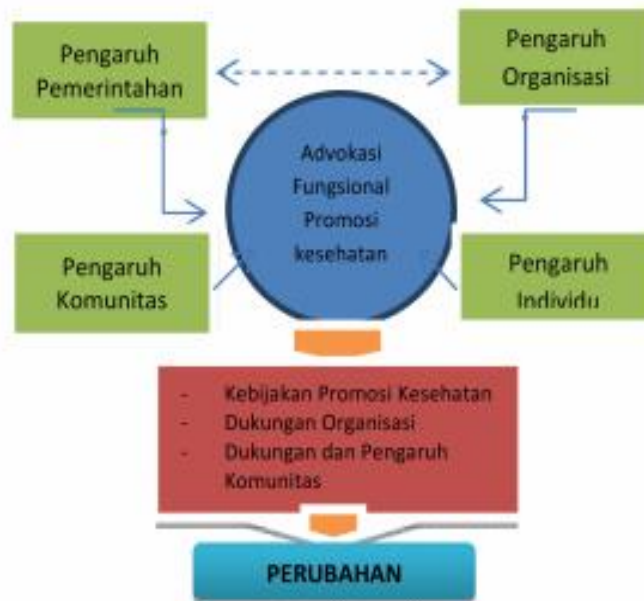 Pengaruh
Pemerintahan
Pengaruh
Organisasi
Advokasi
Fungsional
Promosi
kesehatan
Pengaruh
Komunitas
Pengaruh
Individu
- Kebijakan Promosi Kesehatan
- Dukungan Organisasi
- Dukungan dan Pengaruh
Komunitas
PERUBAHAN